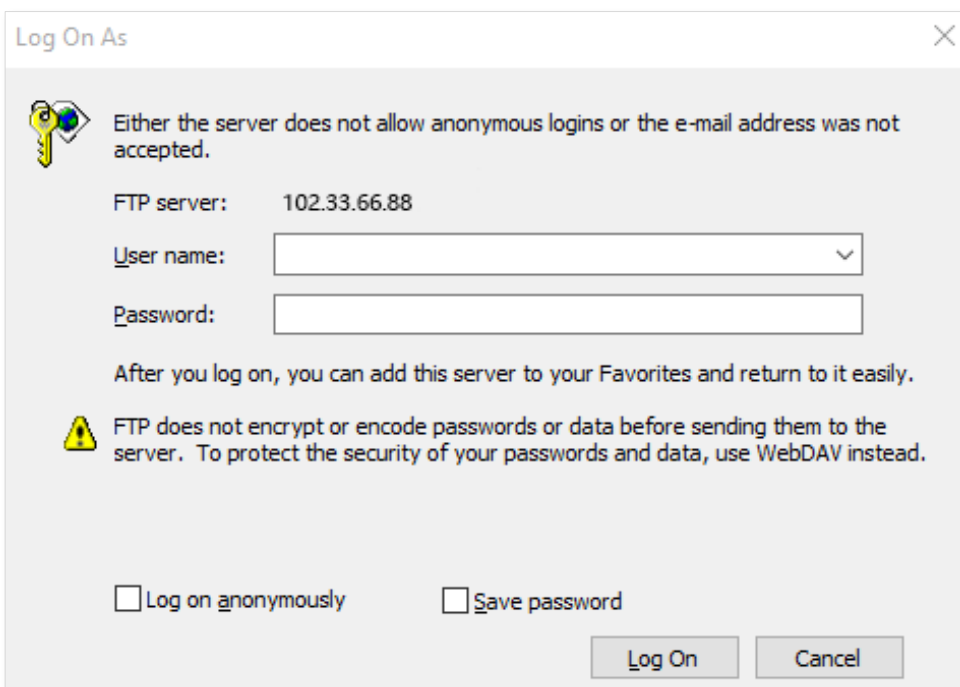 Log On As
Either the server does not allow anonymous logins or the e-mail address was not
accepted.
FTP server: 102.33.66.88
User name:
Password:
After you log on, you can add this server to your Favorites and return to it easily.
FTP does not encrypt or encode passwords or data before sending them to the
server.  To protect the security of your passwords and data, use WebDAV instead.
Log on anonymously Save password
Log On Cancel